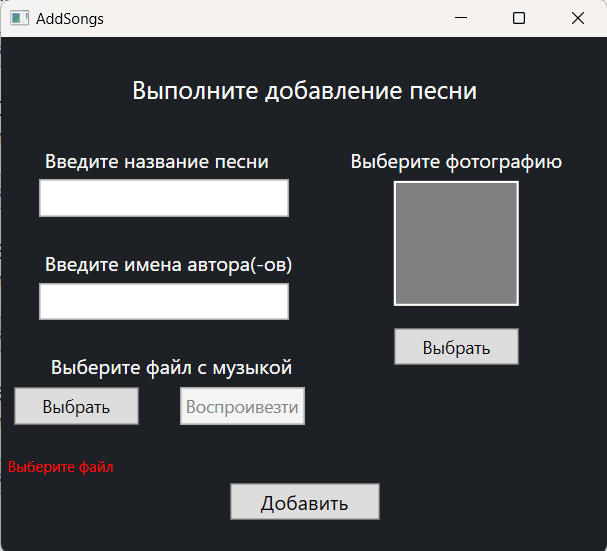 AddSongs
Выполните добавление песни
Введите название песни
Выберите фотографию
Введите имена автора(-ов)
Выбрать
Выберите файл с музыкой
Выбрать
Воспроивезти
Выберите файл
Добавить